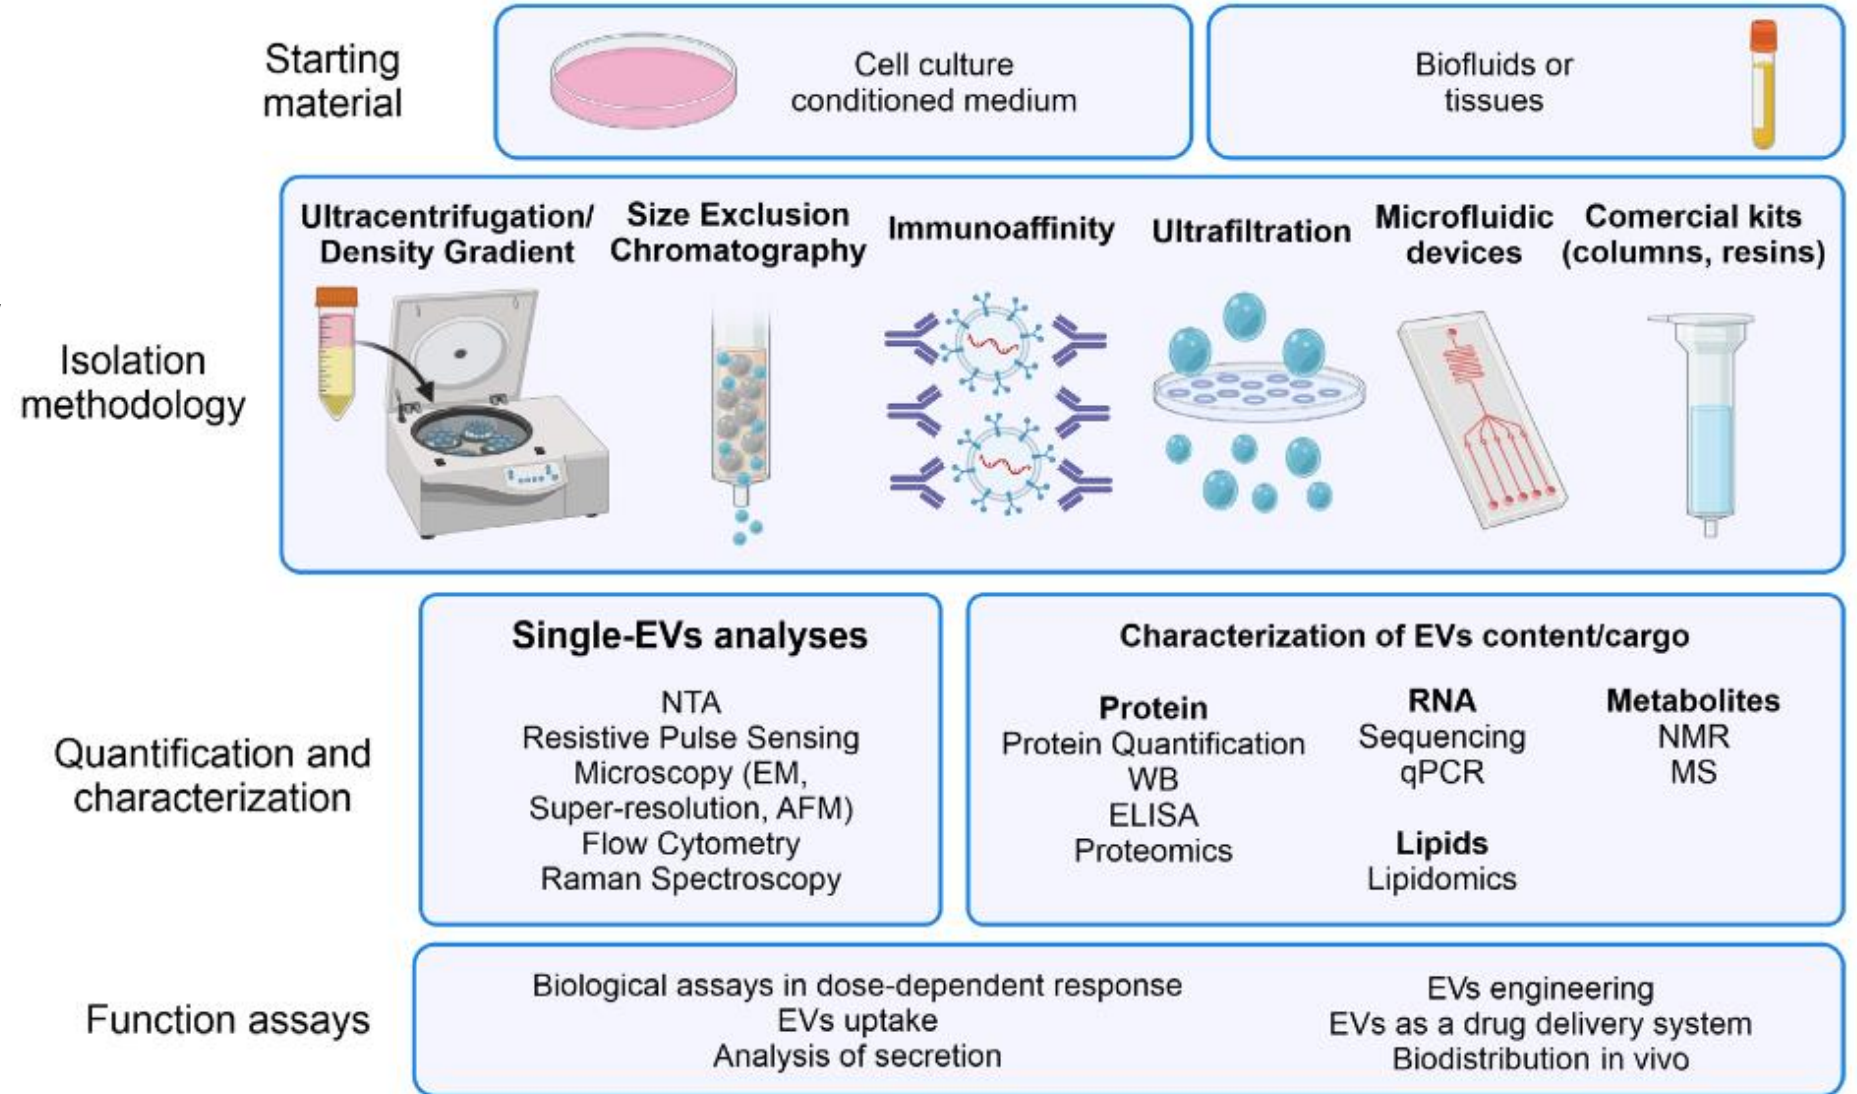 Starting
material
Cell culture
conditioned medium
Biofluids or
tissues
Isolation
methodology
Ultracentrifugation/
Density Gradient
Size Exclusion
Chromatography
Immunoaffinity
Ultrafiltration
Microfluidic
devices
Comercial kits
(columns, resins)
Quantification and
characterization
Single-EVs analyses
NTA
Resistive Pulse Sensing
Microscopy (EM,
Super-resolution, AFM)
Flow Cytometry
Raman Spectroscopy
Characterization of EVs content/cargo
Protein
Protein Quantification
WB
ELISA
Proteomics
RNA
Sequencing
qPCR
Lipids
Lipidomics
Metabolites
NMR
MS
Function assays
Biological assays in dose-dependent response
EVs uptake
Analysis of secretion
EVs engineering
EVs as a drug delivery system
Biodistribution in vivo